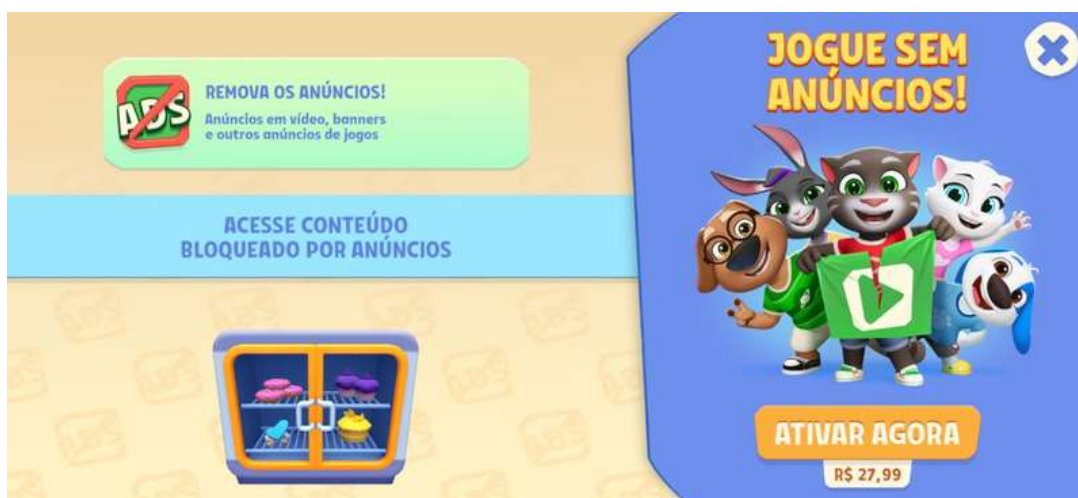 ADS
REMOVA OS ANÚNCIOS!
Anúncios em vídeo, banners
e outros anúncios de jogos
ACESSE CONTEÚDO
BLOQUEADO POR ANÚNCIOS
JOGUE SEM
ANÚNCIOS!
ATIVAR AGORA
R$ 27,99